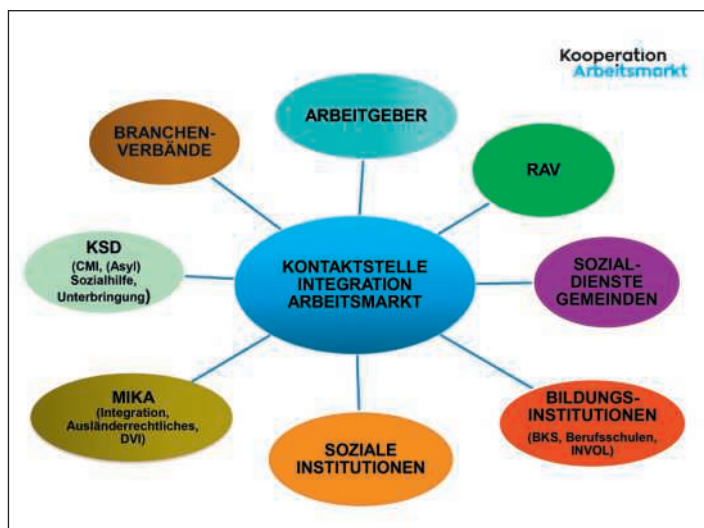 Kooperation
Arbeitsmarkt
ARBEITGEBER
BRANCHEN-
VERBÄNDE
RAV
KSD
(CMI, (Asyl)
Sozialhilfe,
Unterbringung)
KONTAKTSTELLE
INTEGRATION
ARBEITSMARKT
SOZIAL-
DIENSTE
GEMEINDEN
MIKA
(Integration,
Ausländerrechtliches,
DVI)
SOZIALE
INSTITUTIONEN
BILDUNGS-
INSTITUTIONEN
(BKS, Berufsschulen,
INVOL)